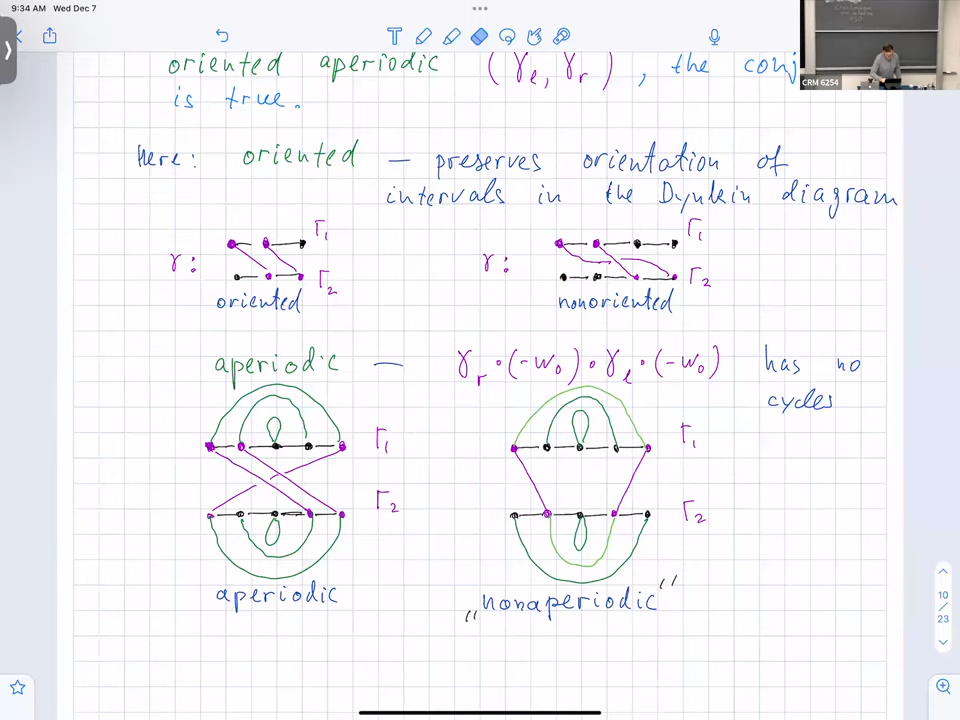 9:34 AM Wed Dec 7
CRM 6254
oriented aperiodic (γ_ℓ, γ_r), the conj
is true.
Here: oriented — preserves orientation of
intervals in the Dynkin diagram
Γ₁ Γ₁
γ: γ:
Γ₂ Γ₂
oriented nonoriented
aperiodic — γ_r ∘ (-w₀) ∘ γ_ℓ ∘ (-w₀) has no
cycles
Γ₁ Γ₁
Γ₂ Γ₂
aperiodic „nonaperiodic"
10
/
23